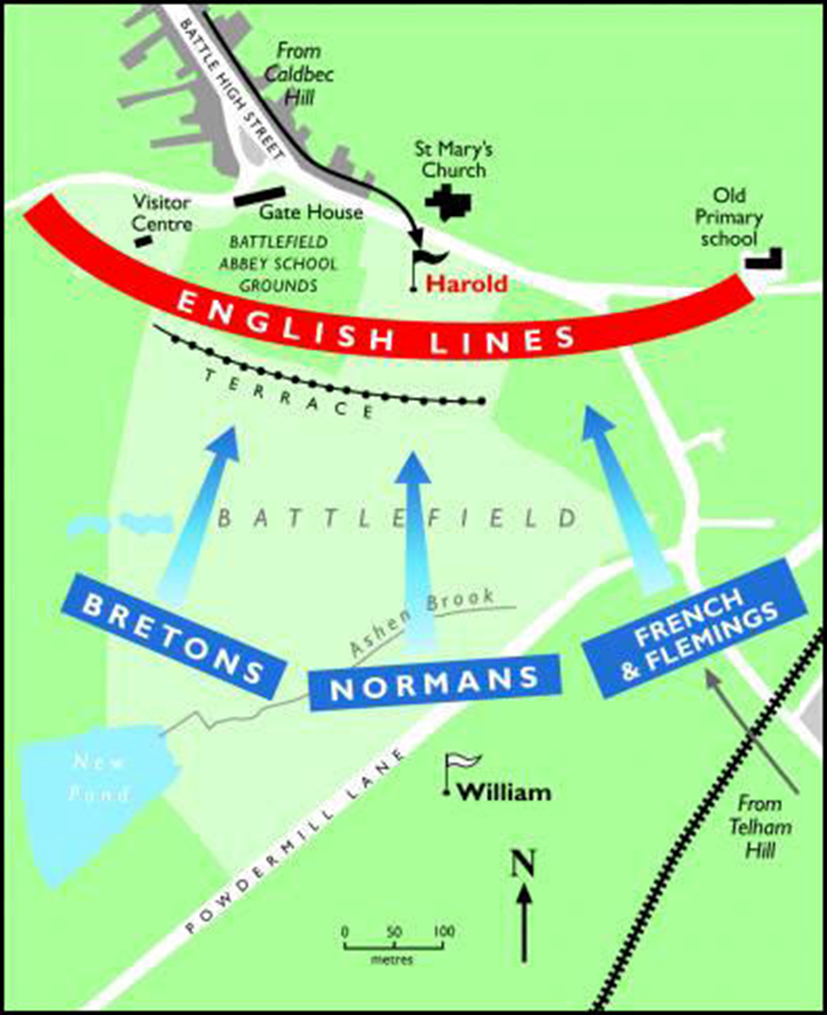 BATTLE HIGH STREET
From
Caldbec
Hill
St Mary's
Church
Visitor
Centre
Gate House
Old
Primary
school
BATTLEFIELD
ABBEY SCHOOL
GROUNDS
Harold
ENGLISH LINES
TERRACE
BATTLEFIELD
Ashen Brook
BRETONS
NORMANS
FRENCH
& FLEMINGS
New
Pond
POWDERMILL LANE
William
From
Telham
Hill
N
0 50 100
metres